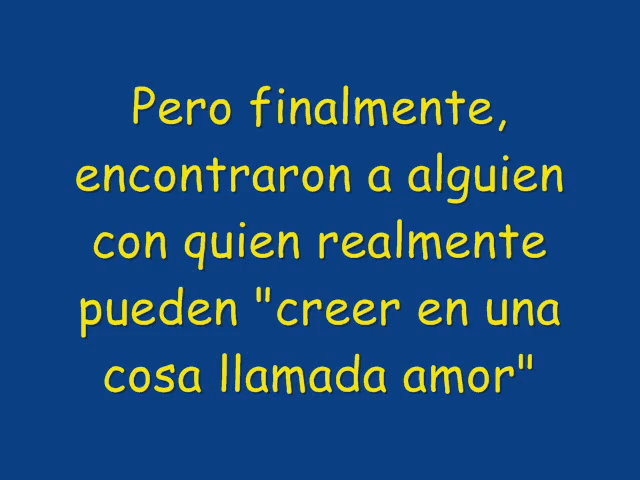 Pero finalmente,
encontraron a alguien
con quien realmente
pueden "creer en una
cosa llamada amor"